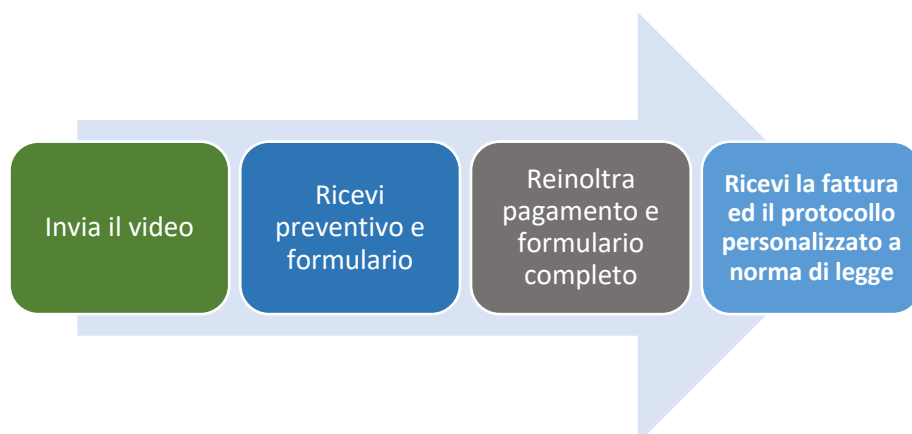 Invia il video
Ricevi
preventivo e
formulario
Reinoltra
pagamento e
formulario
completo
Ricevi la fattura
ed il protocollo
personalizzato a
norma di legge